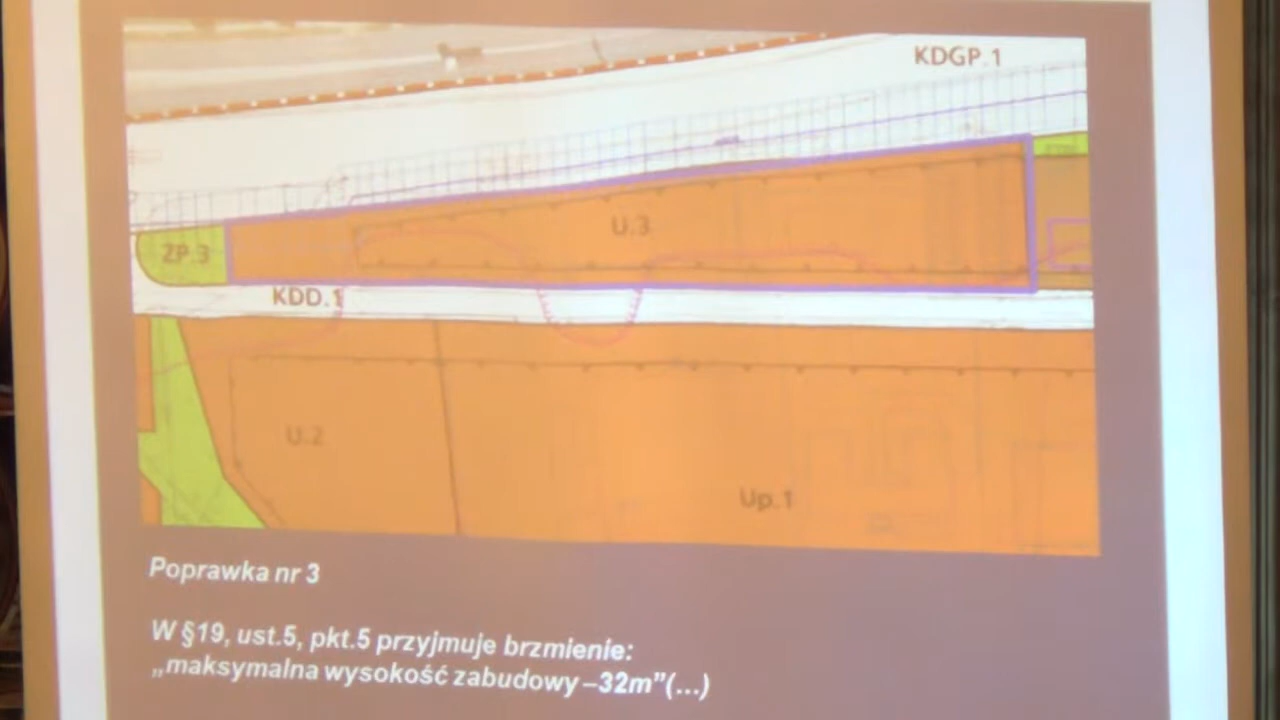 KDGP.1
U.3
ZP.3
KDD.1
U.2
Up.1
Poprawka nr 3
W §19, ust.5, pkt.5 przyjmuje brzmienie:
„maksymalna wysokość zabudowy –32m”(...)